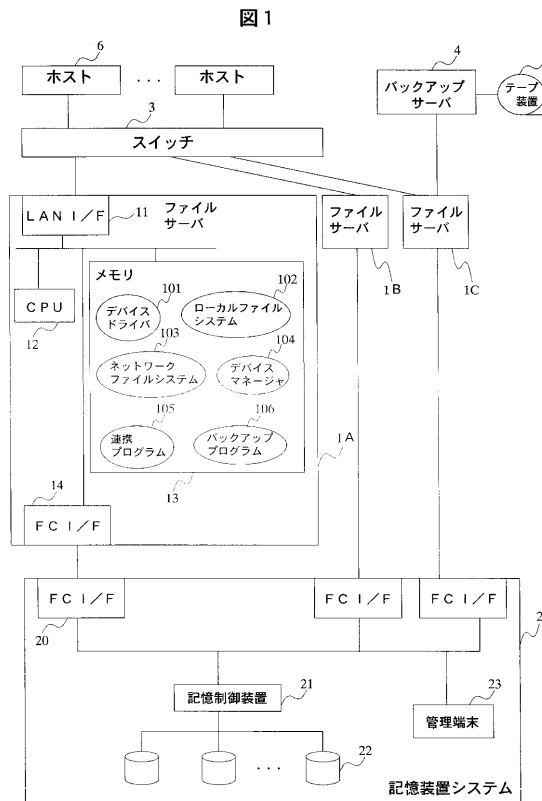 図1
6
ホスト
. . .
ホスト
4
バックアップ
サーバ
テープ
装置
3
スイッチ
LAN I/F
11
ファイル
サーバ
ファイル
サーバ
1B
ファイル
サーバ
1C
CPU
12
メモリ
101
デバイス
ドライバ
102
ローカルファイル
システム
103
ネットワーク
ファイルシステム
104
デバイス
マネージャ
105
連携
プログラム
106
バックアップ
プログラム
13
1A
14
FC I/F
FC I/F
20
FC I/F
FC I/F
2
21
記憶制御装置
23
管理端末
. . .
22
記憶装置システム